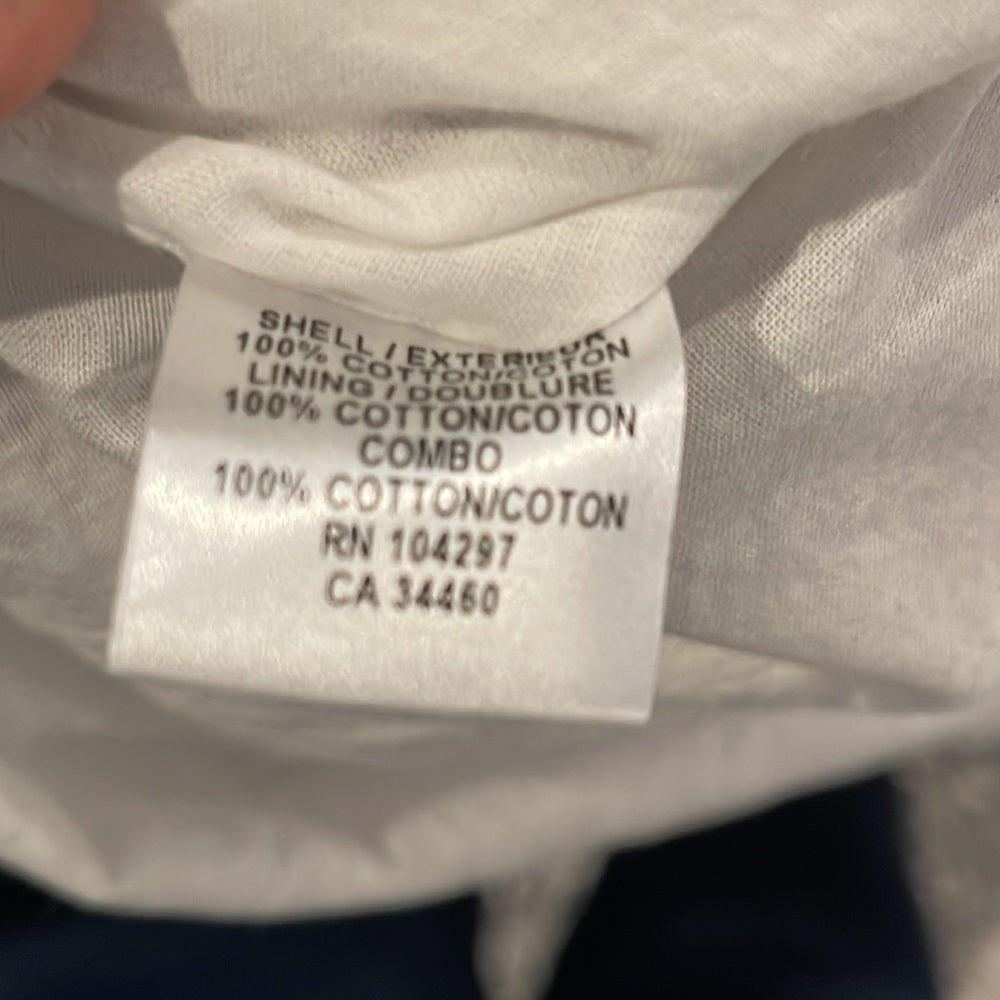 SHELL / EXTERIEUR
100% COTTON/COTON
LINING / DOUBLURE
100% COTTON/COTON
COMBO
100% COTTON/COTON
RN 104297
CA 34460